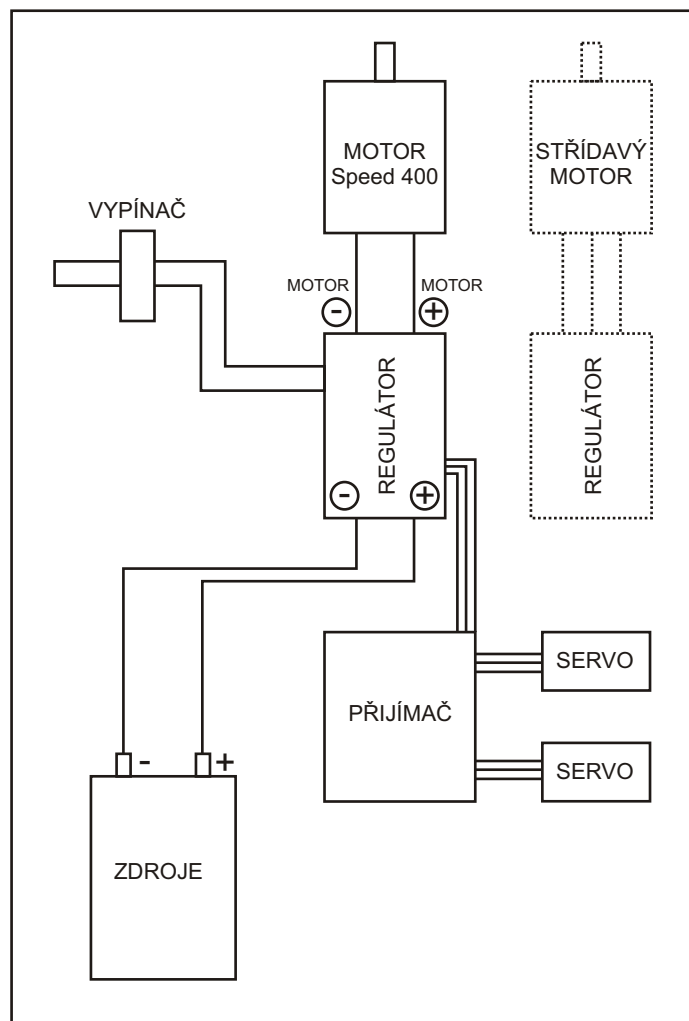 MOTOR
Speed 400
STŘÍDAVÝ
MOTOR
VYPÍNAČ
MOTOR
-
+
MOTOR
REGULÁTOR
-
+
REGULÁTOR
PŘIJÍMAČ
SERVO
SERVO
- +
ZDROJE